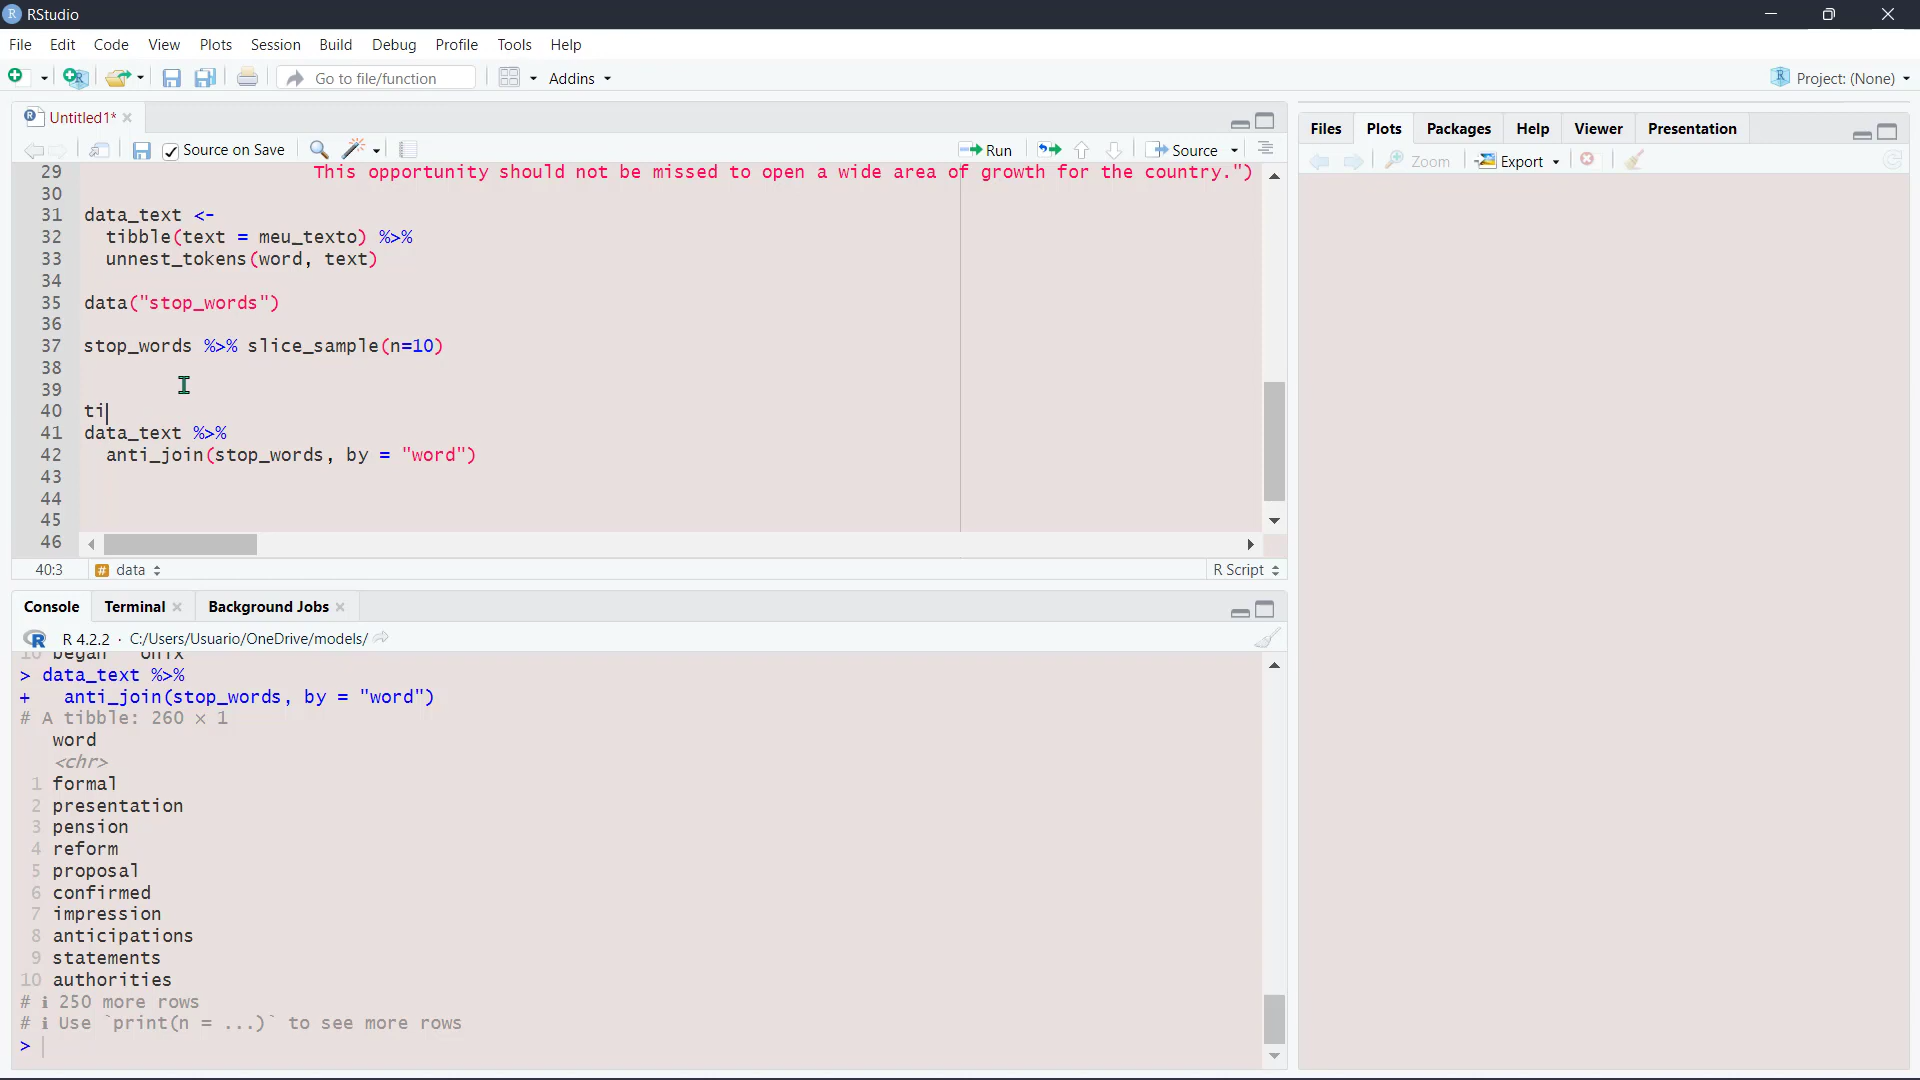 RStudio
File Edit Code View Plots Session Build Debug Profile Tools Help
Go to file/function Addins Project: (None)
Untitled1*
Source on Save Run Source
29 This opportunity should not be missed to open a wide area of growth for the country.")
30
31 data_text <-
32 tibble(text = meu_texto) %>%
33 unnest_tokens(word, text)
34
35 data("stop_words")
36
37 stop_words %>% slice_sample(n=10)
38
39
40 ti
41 data_text %>%
42 anti_join(stop_words, by = "word")
43
44
45
46
40:3 # data R Script
Console Terminal Background Jobs
R 4.2.2 · C:/Users/Usuario/OneDrive/models/
10 began onix
> data_text %>%
+ anti_join(stop_words, by = "word")
# A tibble: 260 × 1
word
<chr>
1 formal
2 presentation
3 pension
4 reform
5 proposal
6 confirmed
7 impression
8 anticipations
9 statements
10 authorities
# ℹ 250 more rows
# ℹ Use `print(n = ...)` to see more rows
>
Files Plots Packages Help Viewer Presentation
Zoom Export